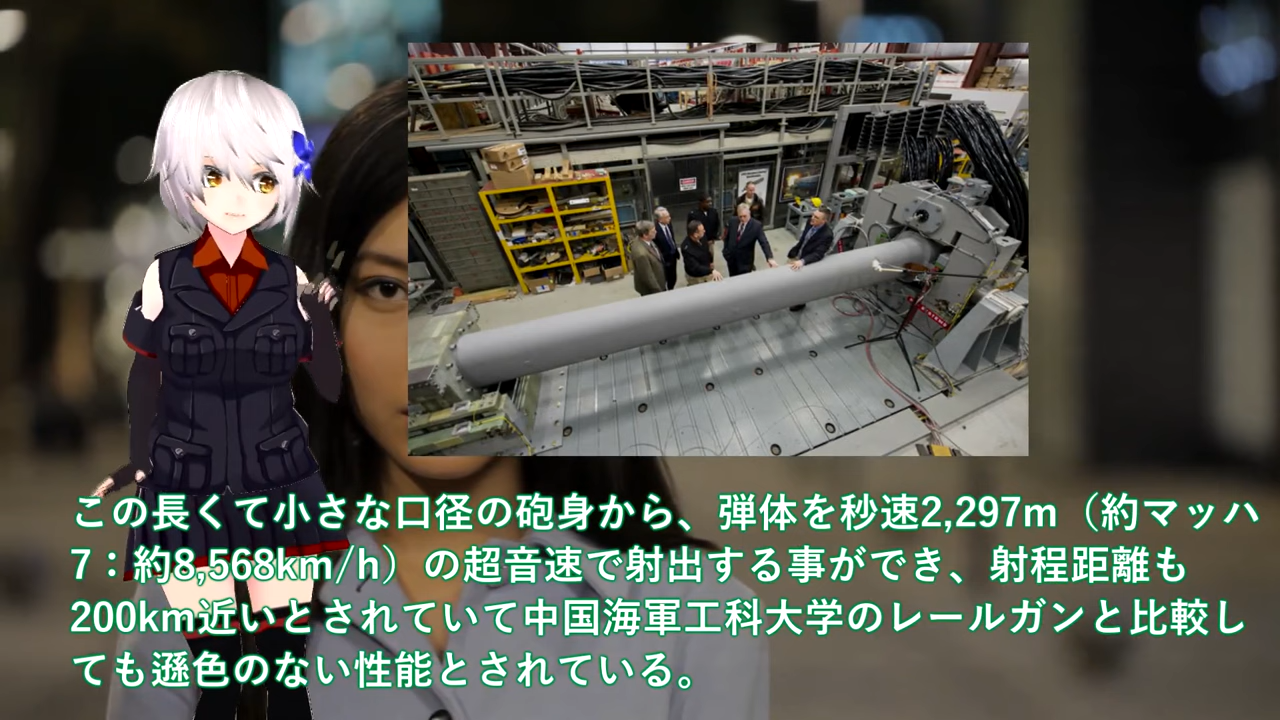 この長くて小さな口径の砲身から、弾体を秒速2,297m（約マッハ
7：約8,568km/h）の超音速で射出する事ができ、射程距離も
200km近いとされていて中国海軍工科大学のレールガンと比較し
ても遜色のない性能とされている。